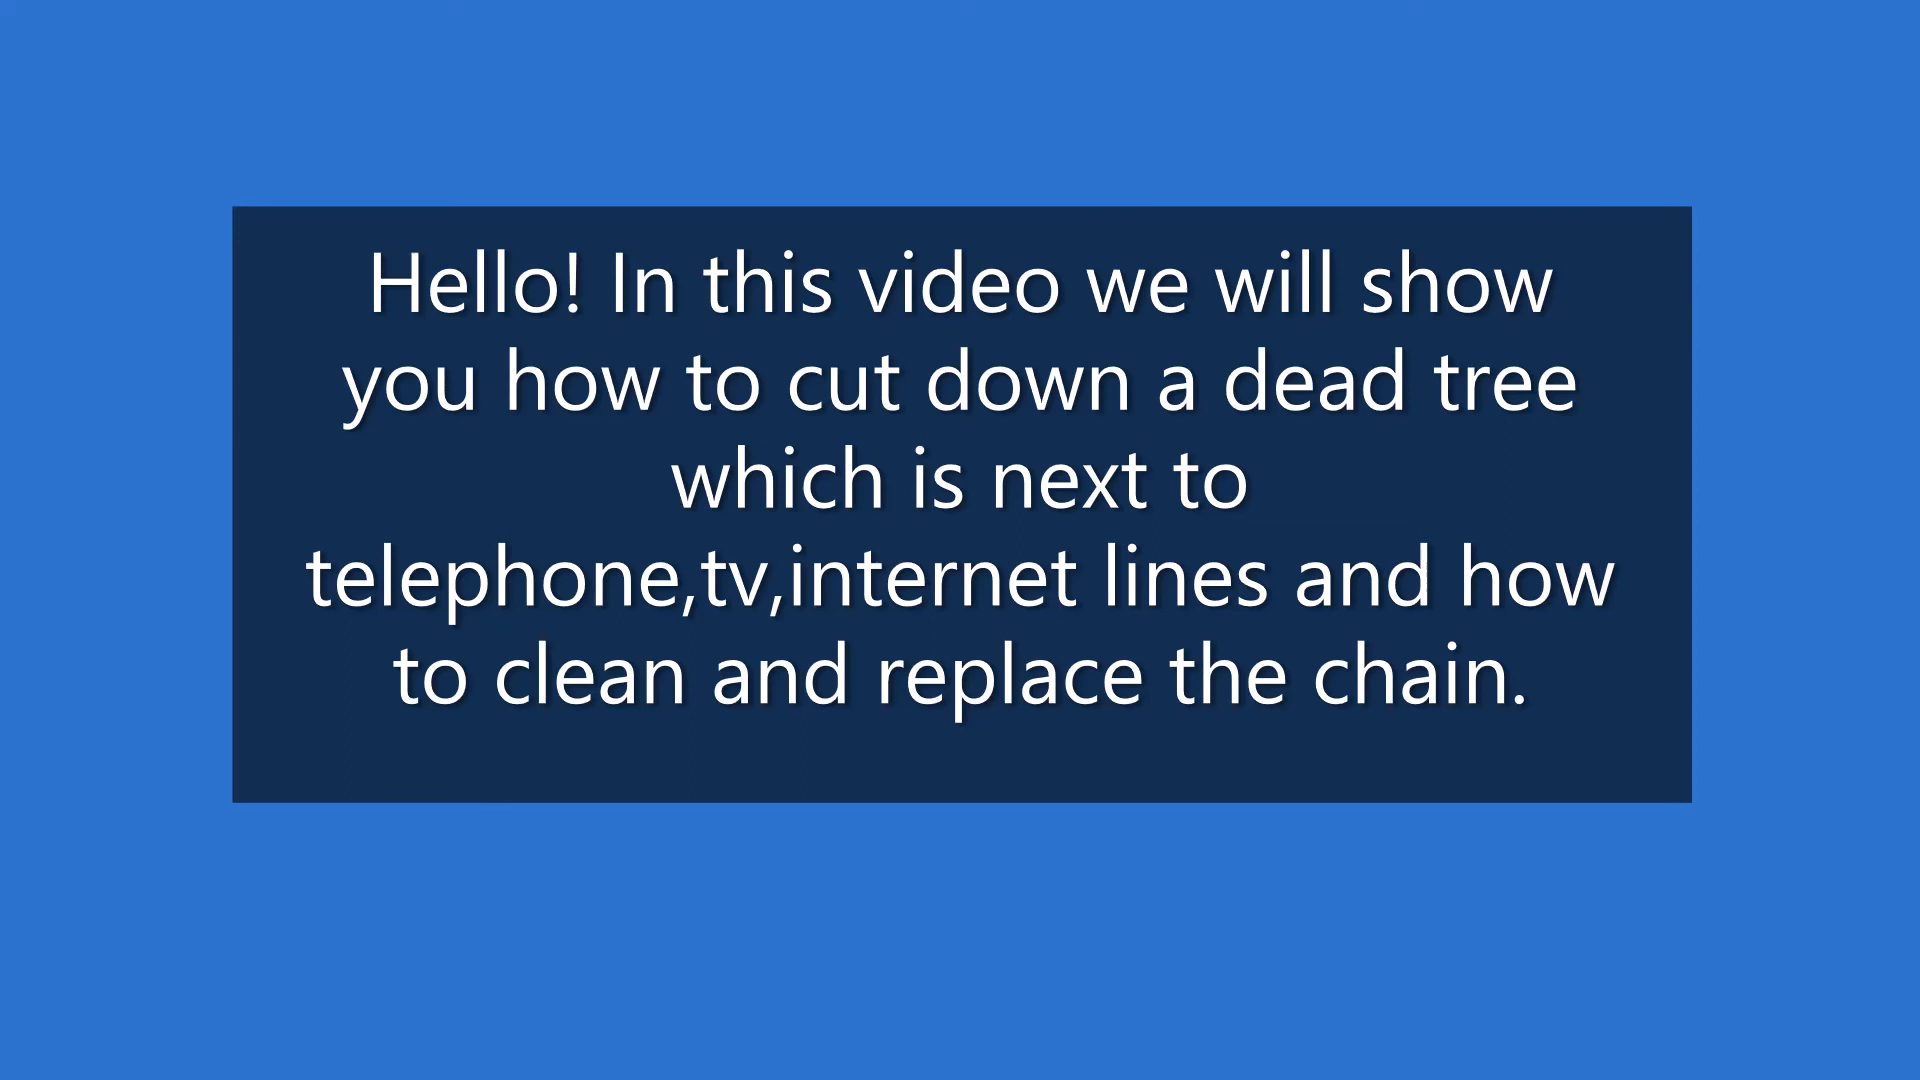 Hello! In this video we will show
you how to cut down a dead tree
which is next to
telephone,tv,internet lines and how
to clean and replace the chain.